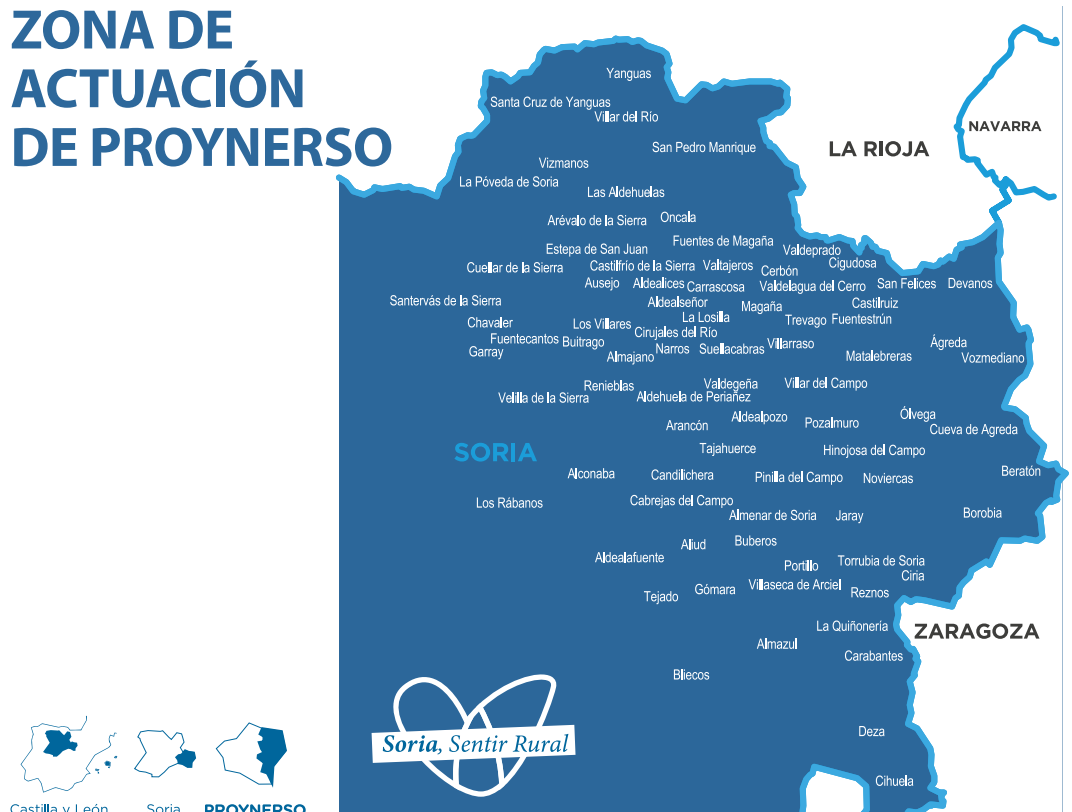 ZONA DE
ACTUACIÓN
DE PROYNERSO
NAVARRA
LA RIOJA
Yanguas
Santa Cruz de Yanguas
Villar del Río
San Pedro Manrique
Vizmanos
La Póveda de Soria
Las Aldehuelas
Arévalo de la Sierra
Oncala
Estepa de San Juan
Fuentes de Magaña
Valdeprado
Cuellar de la Sierra
Castilfrío de la Sierra
Valtajeros
Cerbón
Cigudosa
Ausejo
Aldealices
Carrascosa
Valdelagua del Cerro
San Felices
Devanos
Santervás de la Sierra
Aldealseñor
Magaña
Castilruiz
Chavaler
Los Villares
La Losilla
Trevago
Fuentestrún
Fuentecantos
Buitrago
Cirujales del Río
Garray
Almajano
Narros
Suellacabras
Villarraso
Matalebreras
Ágreda
Vozmediano
Renieblas
Valdegeña
Villar del Campo
Velilla de la Sierra
Aldehuela de Periañez
Arancón
Aldealpozo
Pozalmuro
Ólvega
Cueva de Agreda
SORIA
Tajahuerce
Hinojosa del Campo
Alconaba
Candilichera
Pinilla del Campo
Noviercas
Beratón
Los Rábanos
Cabrejas del Campo
Almenar de Soria
Jaray
Borobia
Aldealafuente
Aliud
Buberos
Portillo
Torrubia de Soria
Ciria
Tejado
Gómara
Villaseca de Arciel
Reznos
La Quiñonería
ZARAGOZA
Almazul
Carabantes
Bliecos
Deza
Cihuela
Soria, Sentir Rural
Castilla y León
Soria
PROYNERSO